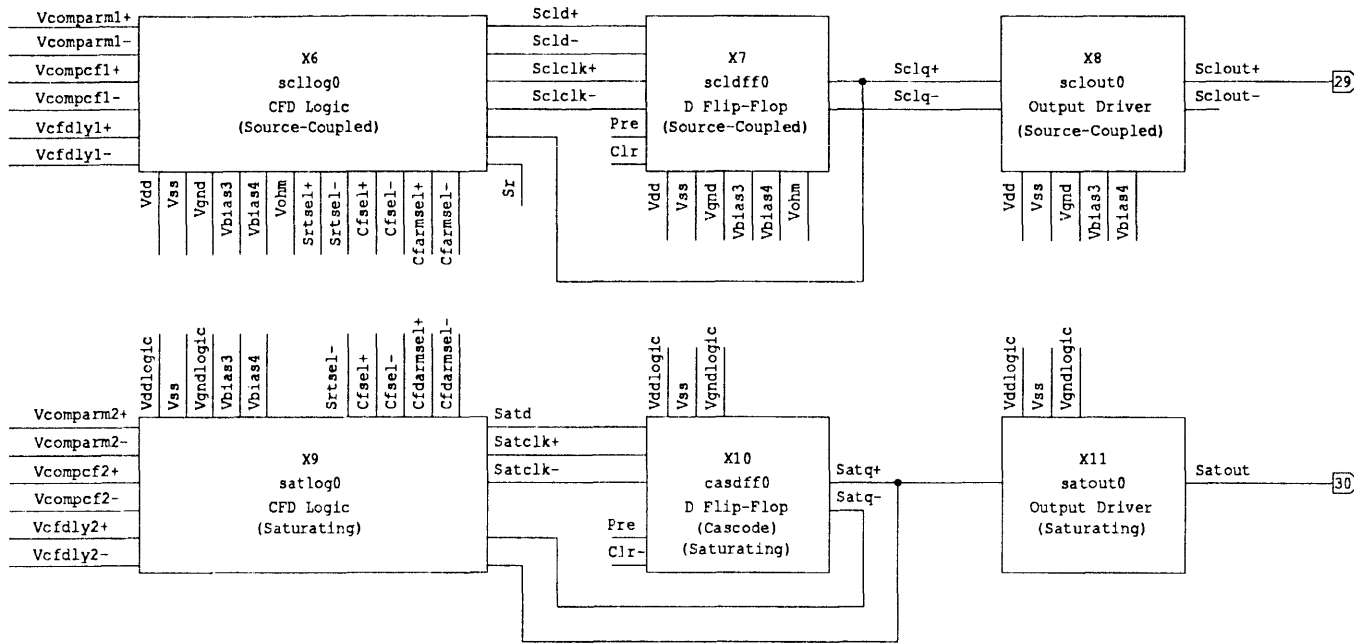 Vcomparm1+
Vcomparm1-
Vcompcf1+
Vcompcf1-
Vcfdly1+
Vcfdly1-
X6
scllog0
CFD Logic
(Source-Coupled)
Vdd
Vss
Vgnd
Vbias3
Vbias4
Vohm
Srtsel+
Srtsel-
Cfsel+
Cfsel-
Cfarmsel+
Cfarmsel-
Scld+
Scld-
Sclclk+
Sclclk-
Sr
Pre
Clr
X7
scldff0
D Flip-Flop
(Source-Coupled)
Vdd
Vss
Vgnd
Vbias3
Vbias4
Vohm
Sclq+
Sclq-
X8
sclout0
Output Driver
(Source-Coupled)
Vdd
Vss
Vgnd
Vbias3
Vbias4
Sclout+
Sclout-
29
Vddlogic
Vss
Vgndlogic
Vbias3
Vbias4
Srtsel-
Cfsel+
Cfsel-
Cfdarmsel+
Cfdarmsel-
Vcomparm2+
Vcomparm2-
Vcompcf2+
Vcompcf2-
Vcfdly2+
Vcfdly2-
X9
satlog0
CFD Logic
(Saturating)
Satd
Satclk+
Satclk-
Pre
Clr-
Vddlogic
Vss
Vgndlogic
X10
casdff0
D Flip-Flop
(Cascode)
(Saturating)
Satq+
Satq-
Vddlogic
Vss
Vgndlogic
X11
satout0
Output Driver
(Saturating)
Satout
30